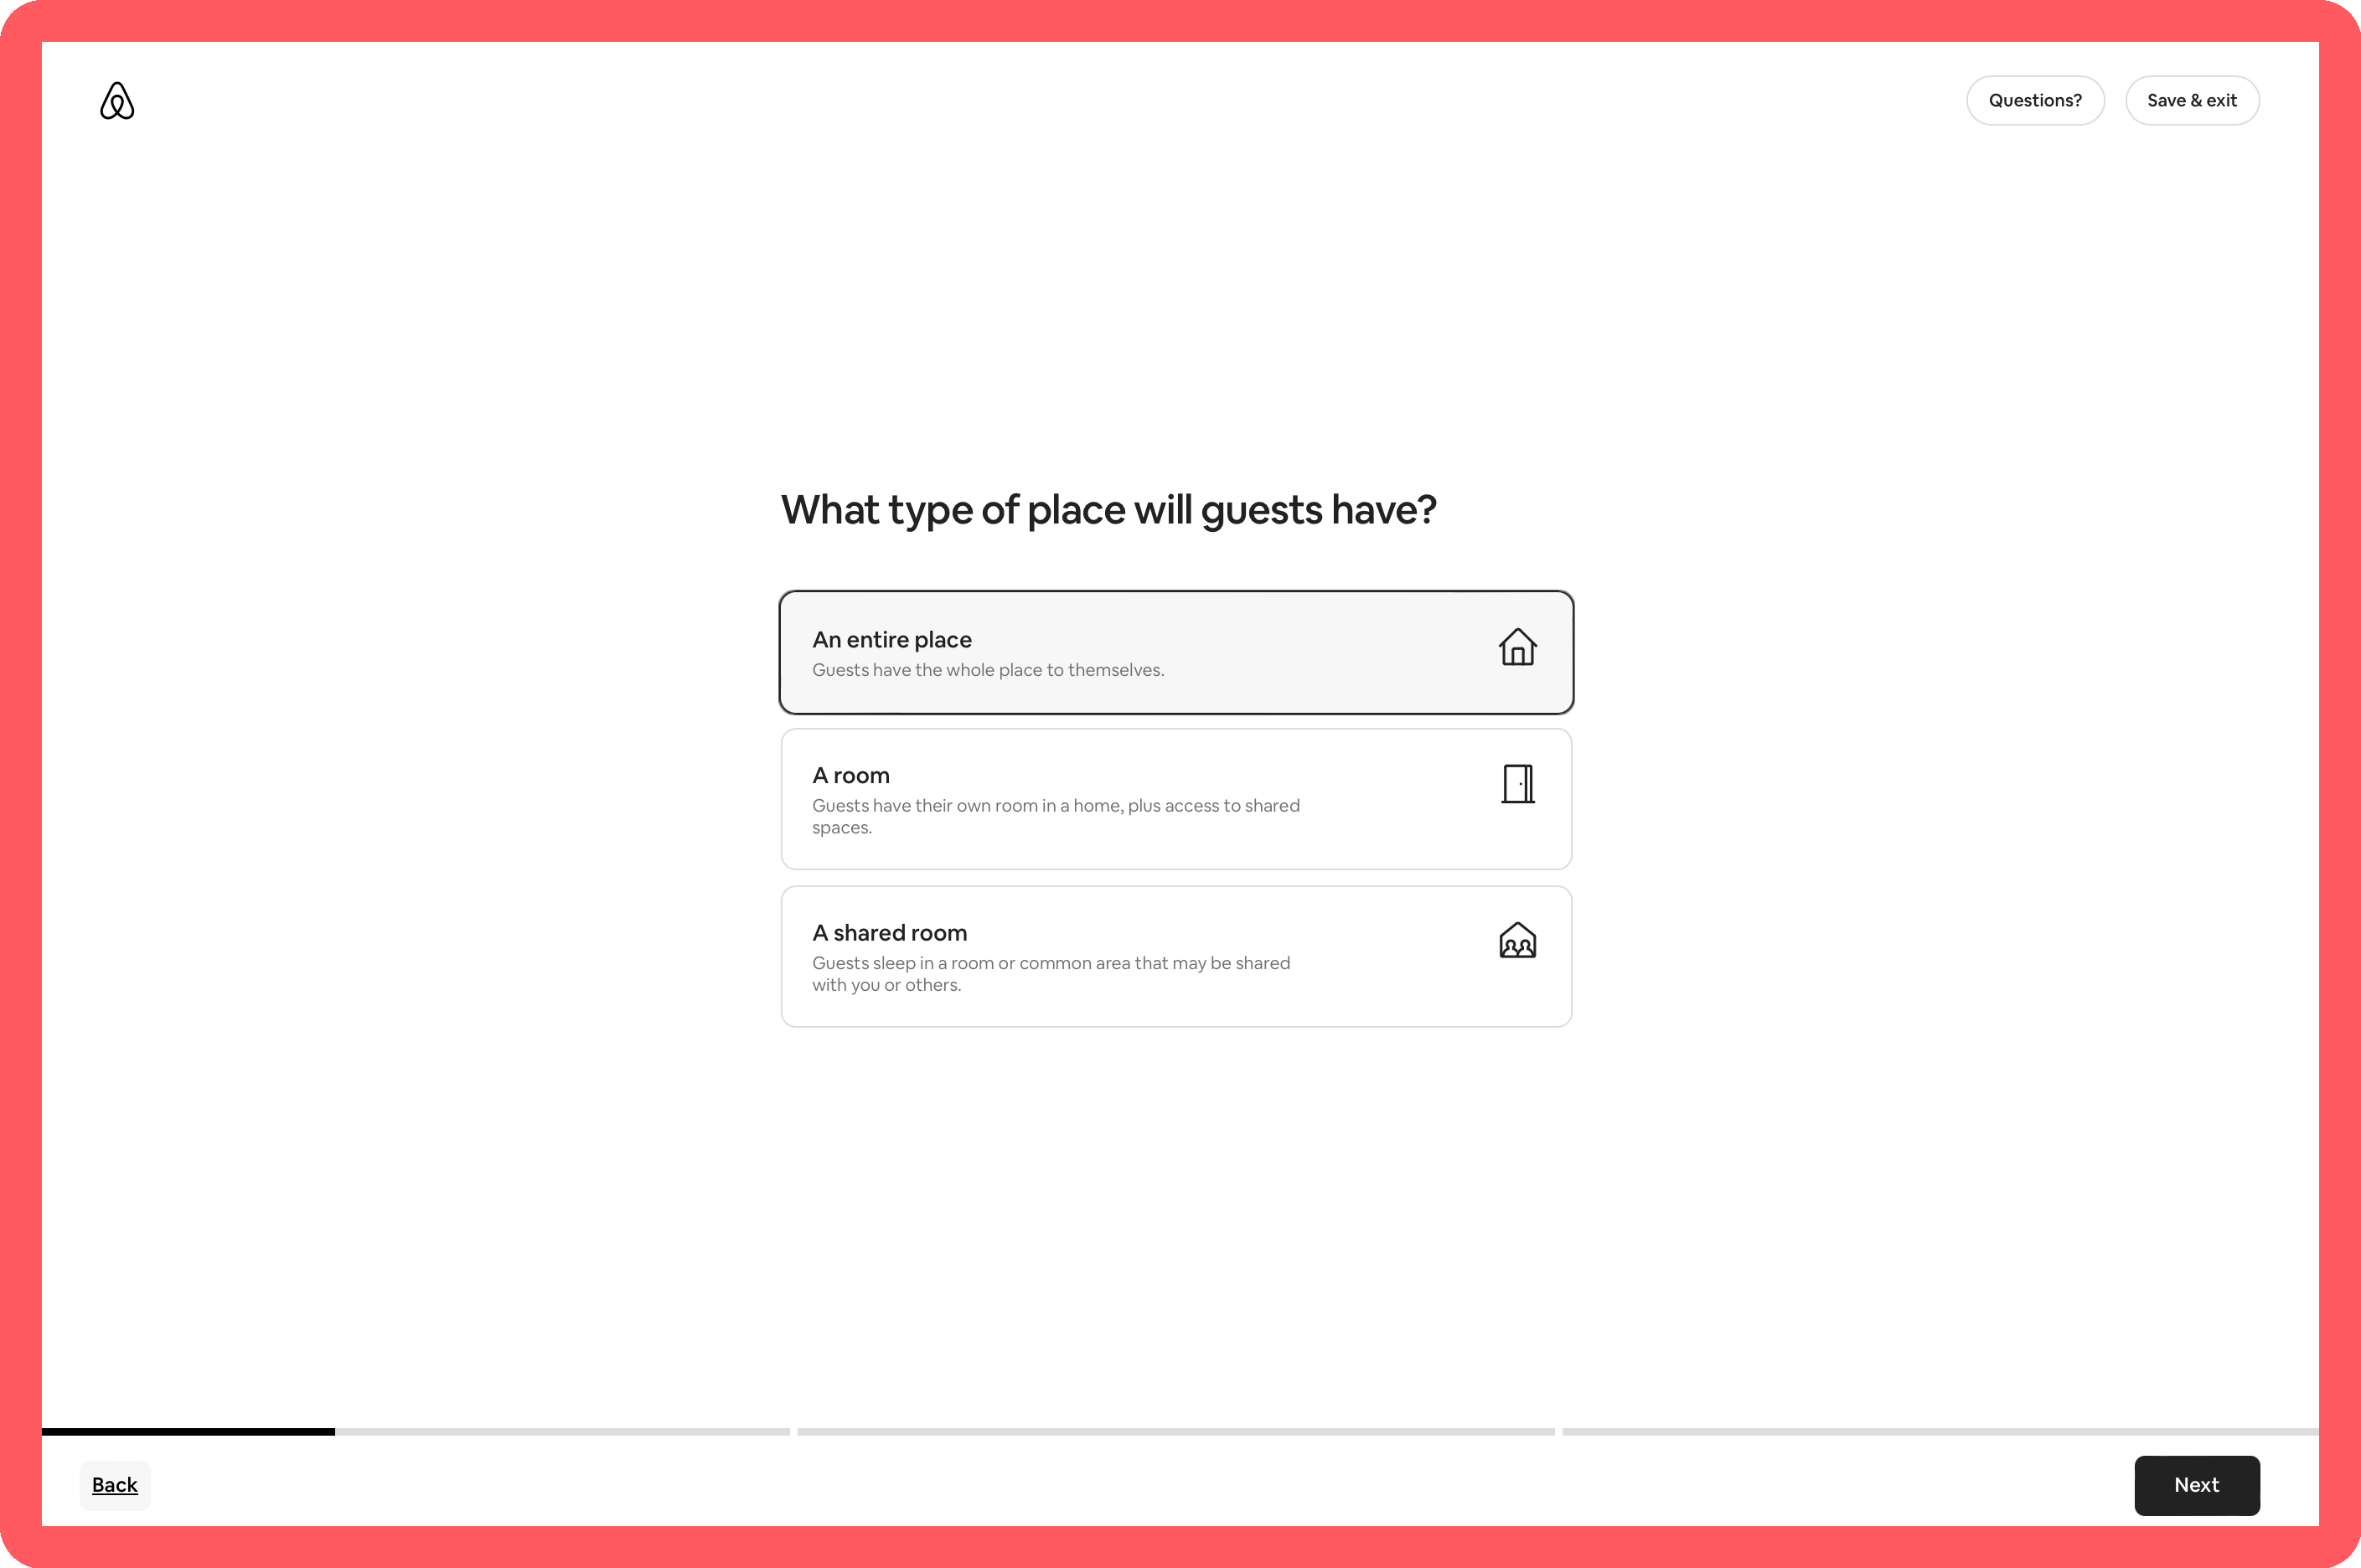 Questions?
Save & exit
What type of place will guests have?
An entire place
Guests have the whole place to themselves.
A room
Guests have their own room in a home, plus access to shared
spaces.
A shared room
Guests sleep in a room or common area that may be shared
with you or others.
Back
Next